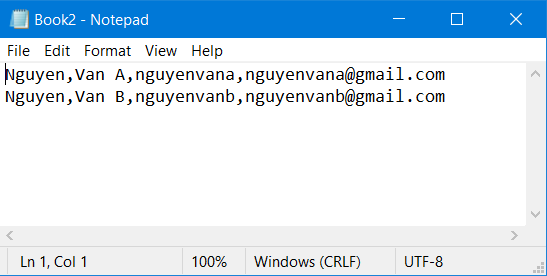 Book2 - Notepad
File Edit Format View Help
Nguyen,Van A,nguyenvana,nguyenvana@gmail.com
Nguyen,Van B,nguyenvanb,nguyenvanb@gmail.com
Ln 1, Col 1 100% Windows (CRLF) UTF-8